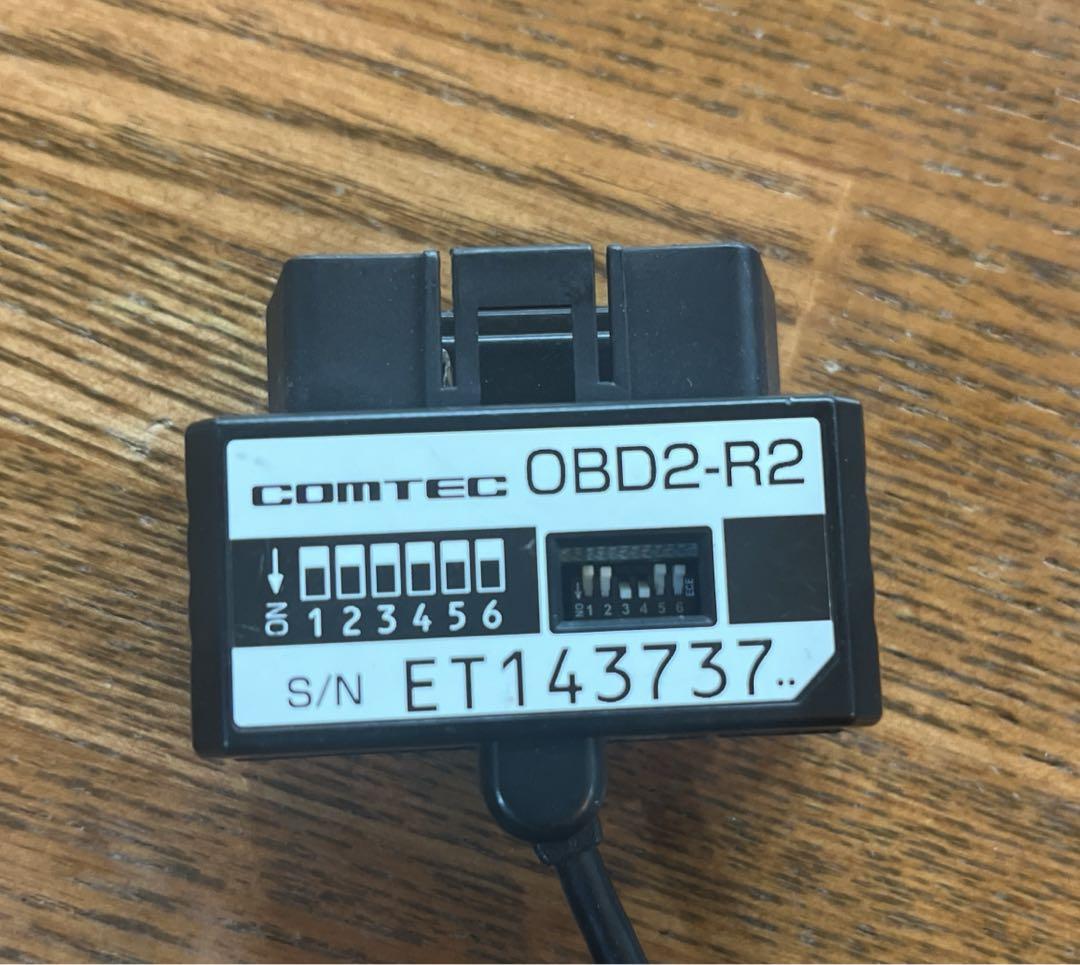 COMTEC OBD2-R2
↓ ON 1 2 3 4 5 6
↓ ON 1 2 3 4 5 6 ECE
S/N ET143737..